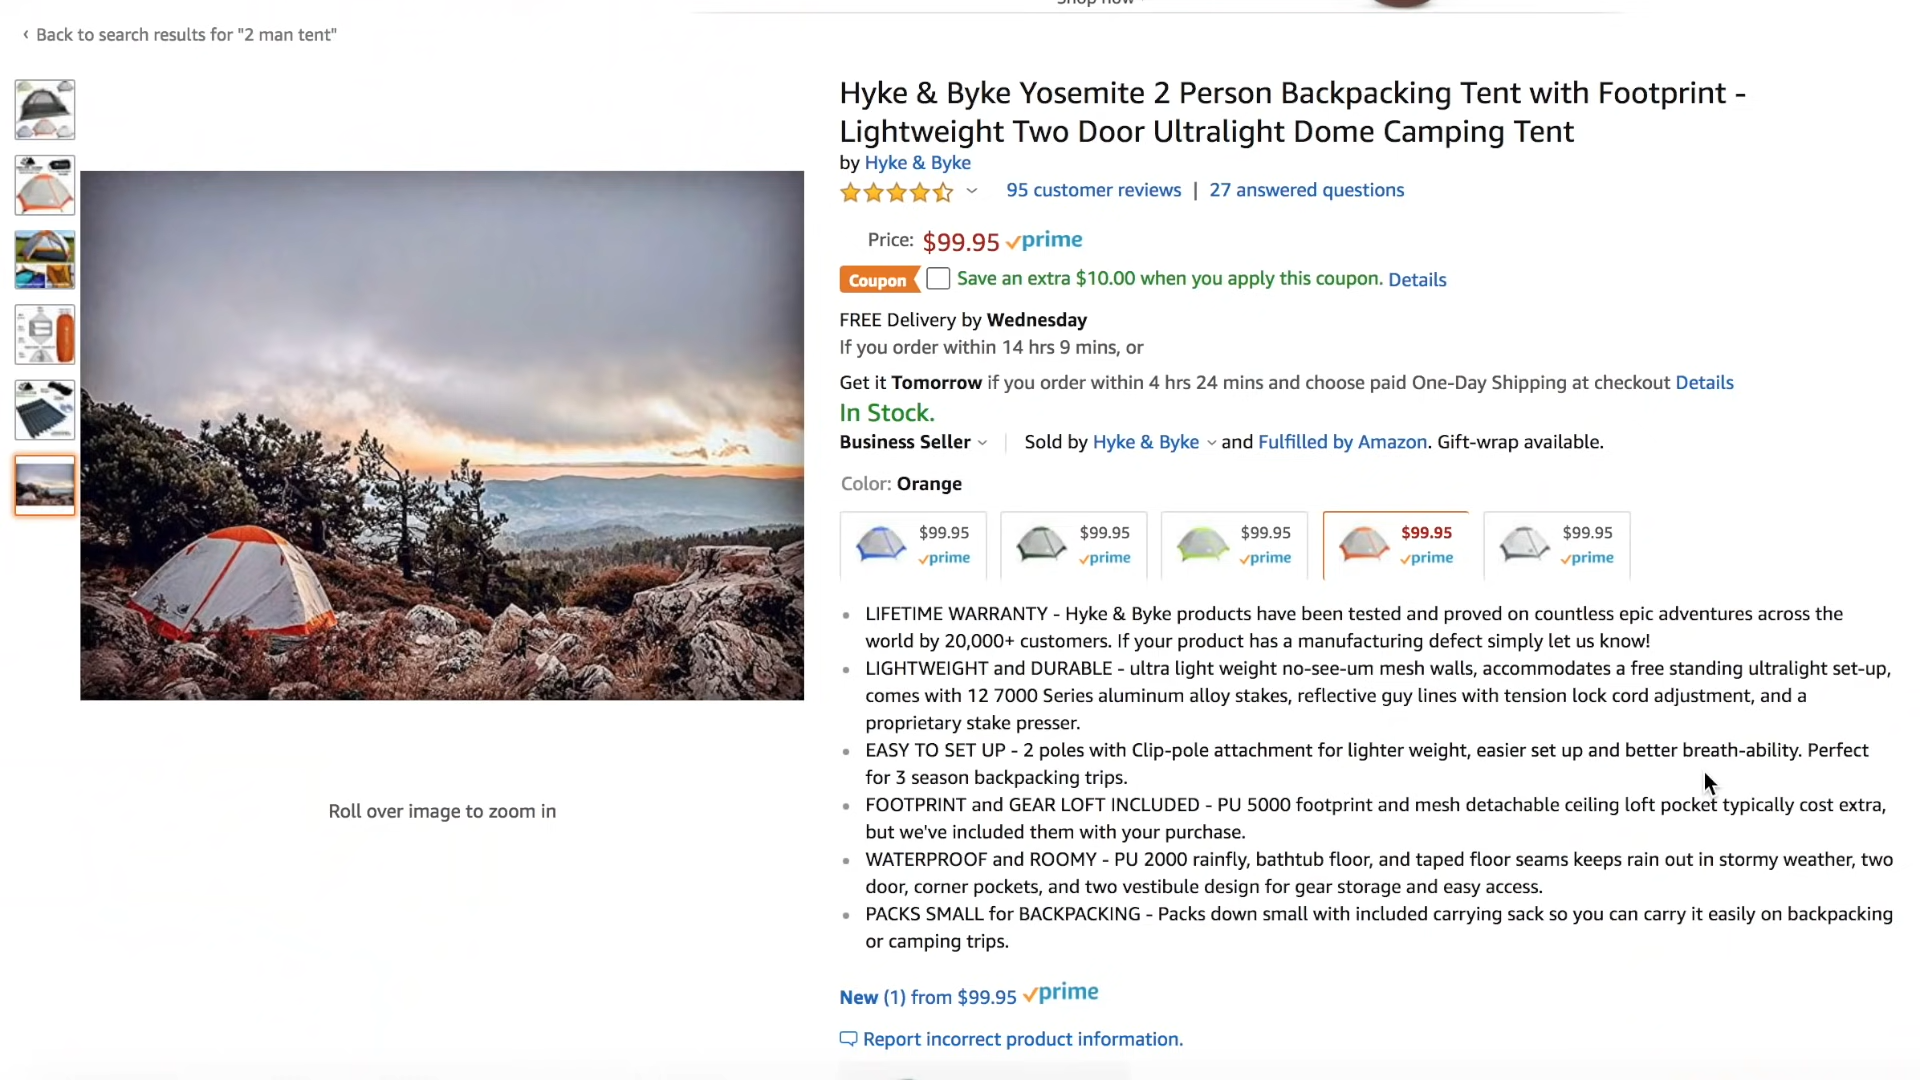 ‹ Back to search results for "2 man tent"
Hyke & Byke Yosemite 2 Person Backpacking Tent with Footprint -
Lightweight Two Door Ultralight Dome Camping Tent
by Hyke & Byke
95 customer reviews | 27 answered questions
Price: $99.95 prime
Coupon Save an extra $10.00 when you apply this coupon. Details
FREE Delivery by Wednesday
If you order within 14 hrs 9 mins, or
Get it Tomorrow if you order within 4 hrs 24 mins and choose paid One-Day Shipping at checkout Details
In Stock.
Business Seller Sold by Hyke & Byke and Fulfilled by Amazon. Gift-wrap available.
Color: Orange
$99.95 $99.95 $99.95 $99.95 $99.95
prime prime prime prime prime
• LIFETIME WARRANTY - Hyke & Byke products have been tested and proved on countless epic adventures across the
world by 20,000+ customers. If your product has a manufacturing defect simply let us know!
• LIGHTWEIGHT and DURABLE - ultra light weight no-see-um mesh walls, accommodates a free standing ultralight set-up,
comes with 12 7000 Series aluminum alloy stakes, reflective guy lines with tension lock cord adjustment, and a
proprietary stake presser.
• EASY TO SET UP - 2 poles with Clip-pole attachment for lighter weight, easier set up and better breath-ability. Perfect
for 3 season backpacking trips.
• FOOTPRINT and GEAR LOFT INCLUDED - PU 5000 footprint and mesh detachable ceiling loft pocket typically cost extra,
but we've included them with your purchase.
• WATERPROOF and ROOMY - PU 2000 rainfly, bathtub floor, and taped floor seams keeps rain out in stormy weather, two
door, corner pockets, and two vestibule design for gear storage and easy access.
• PACKS SMALL for BACKPACKING - Packs down small with included carrying sack so you can carry it easily on backpacking
or camping trips.
Roll over image to zoom in
New (1) from $99.95 prime
Report incorrect product information.